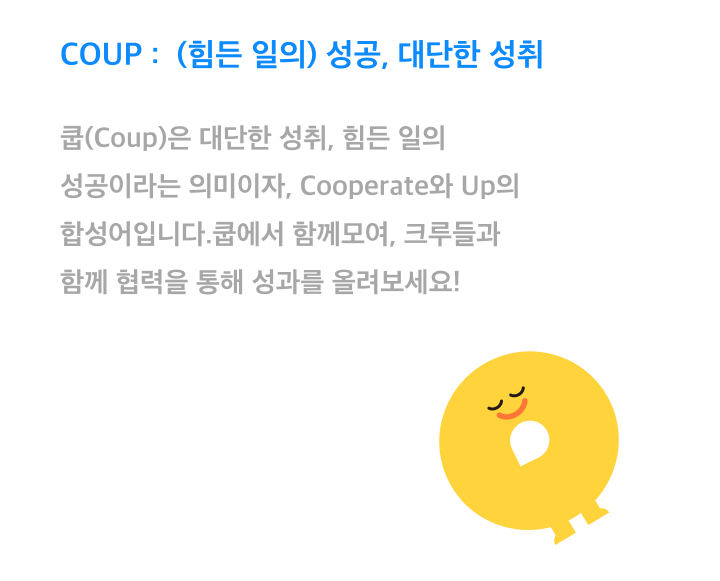 COUP : (힘든 일의) 성공, 대단한 성취
쿱(Coup)은 대단한 성취, 힘든 일의
성공이라는 의미이자, Cooperate와 Up의
합성어입니다.쿱에서 함께모여, 크루들과
함께 협력을 통해 성과를 올려보세요!